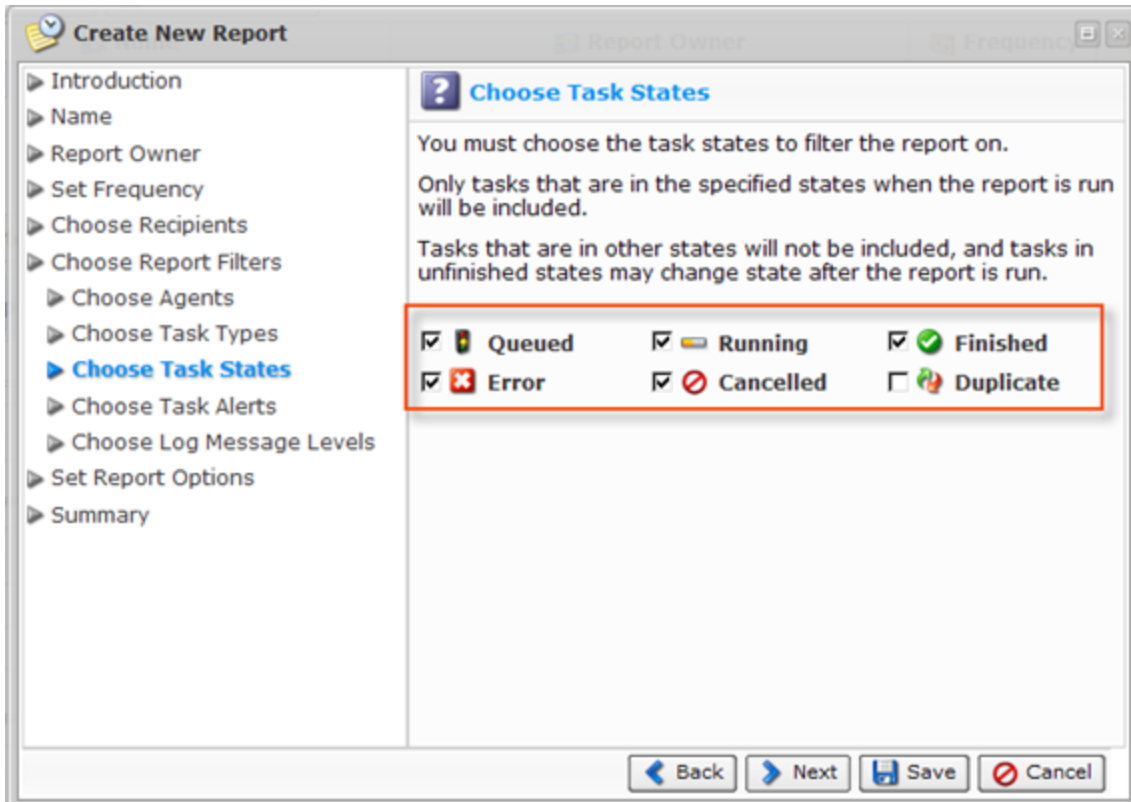 Create New Report
Name
Report Owner
Frequency
Introduction
Name
Report Owner
Set Frequency
Choose Recipients
Choose Report Filters
Choose Agents
Choose Task Types
Choose Task States
Choose Task Alerts
Choose Log Message Levels
Set Report Options
Summary
Choose Task States
You must choose the task states to filter the report on.
Only tasks that are in the specified states when the report is run
will be included.
Tasks that are in other states will not be included, and tasks in
unfinished states may change state after the report is run.
Queued Running Finished
Error Cancelled Duplicate
Back Next Save Cancel